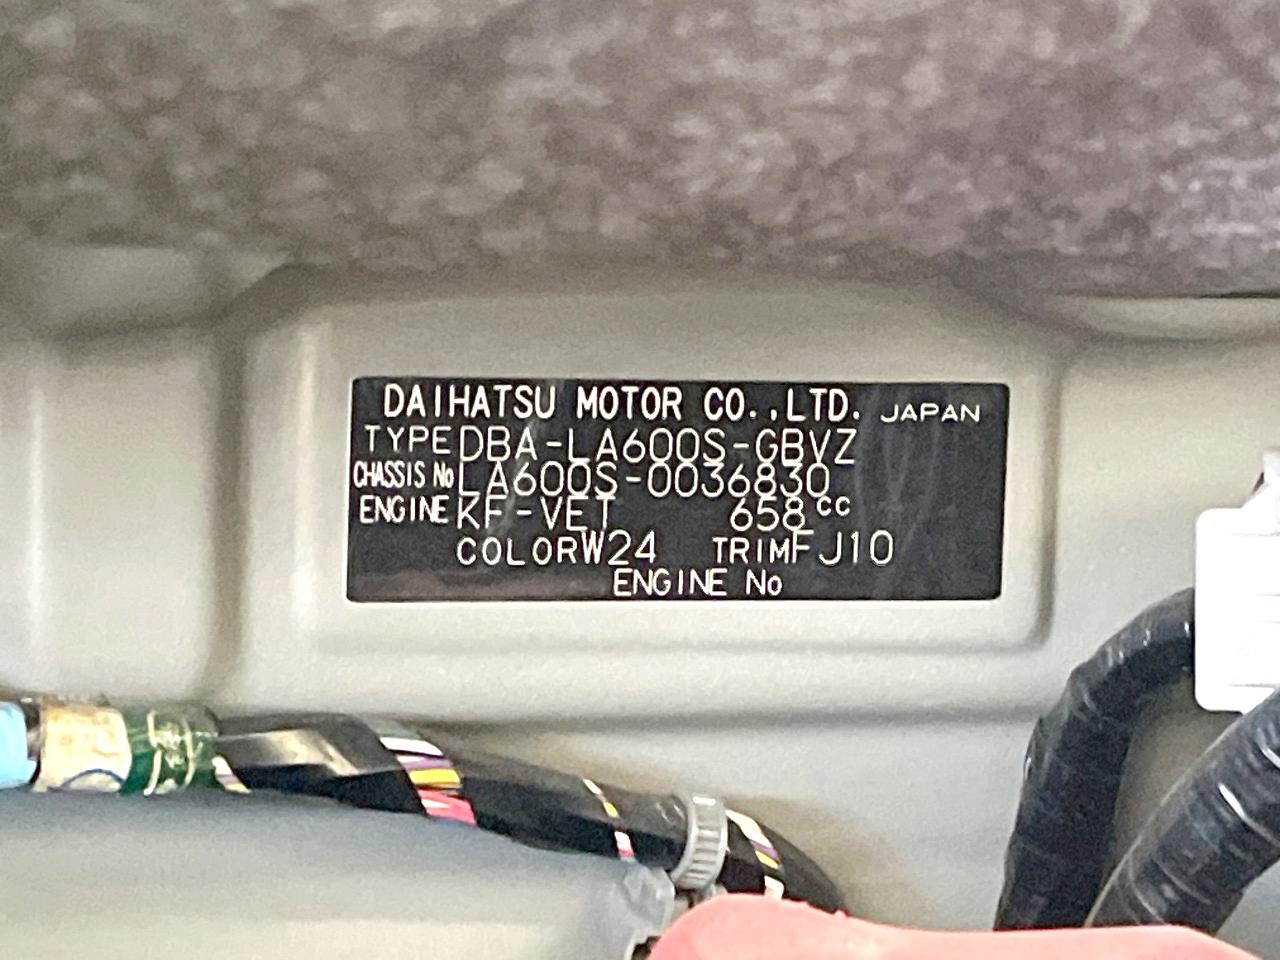 DAIHATSU MOTOR CO.,LTD. JAPAN
TYPE DBA-LA600S-GBVZ
CHASSIS No LA600S-0036830
ENGINE KF-VET 658cc
COLOR W24 TRIM FJ10
ENGINE No